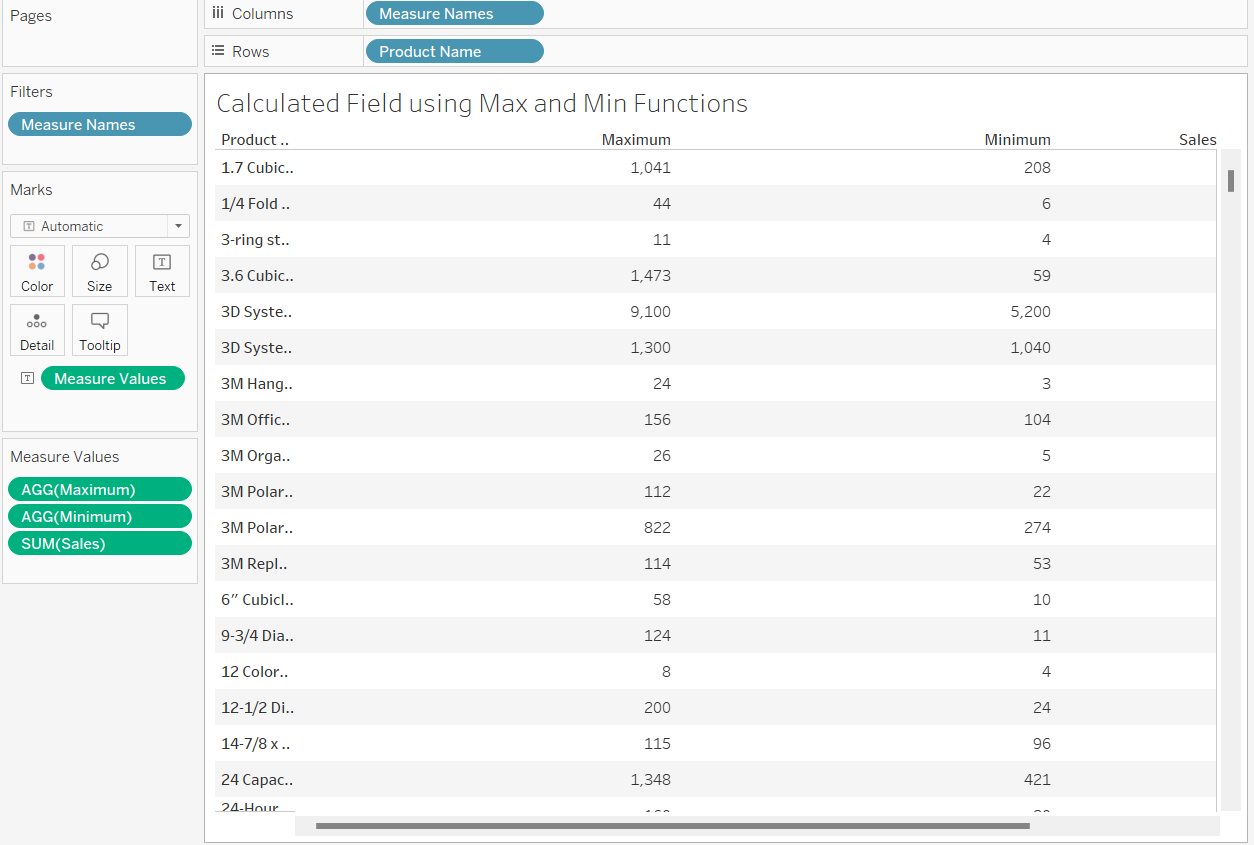 Pages
Columns Measure Names
Rows Product Name
Filters
Measure Names
Marks
T Automatic
Color Size T Text
Detail Tooltip
T Measure Values
Measure Values
AGG(Maximum)
AGG(Minimum)
SUM(Sales)
Calculated Field using Max and Min Functions
Product .. Maximum Minimum Sales
1.7 Cubic.. 1,041 208
1/4 Fold .. 44 6
3-ring st.. 11 4
3.6 Cubic.. 1,473 59
3D Syste.. 9,100 5,200
3D Syste.. 1,300 1,040
3M Hang.. 24 3
3M Offic.. 156 104
3M Orga.. 26 5
3M Polar.. 112 22
3M Polar.. 822 274
3M Repl.. 114 53
6” Cubicl.. 58 10
9-3/4 Dia.. 124 11
12 Color.. 8 4
12-1/2 Di.. 200 24
14-7/8 x .. 115 96
24 Capac.. 1,348 421
24-Hour